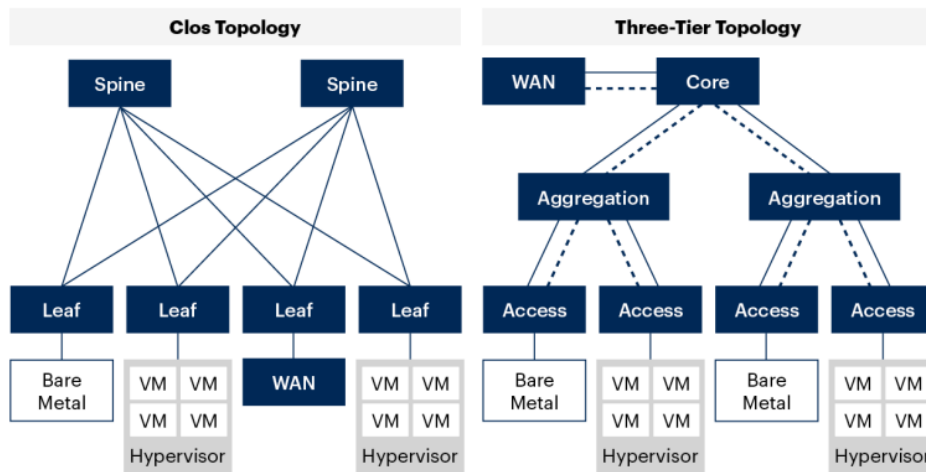 Clos Topology
Three-Tier Topology
Spine
Spine
WAN
Core
Aggregation
Aggregation
Leaf
Leaf
Leaf
Leaf
Access
Access
Access
Access
Bare
Metal
VM VM
VM VM
Hypervisor
WAN
VM VM
VM VM
Hypervisor
Bare
Metal
VM VM
VM VM
Hypervisor
Bare
Metal
VM VM
VM VM
Hypervisor